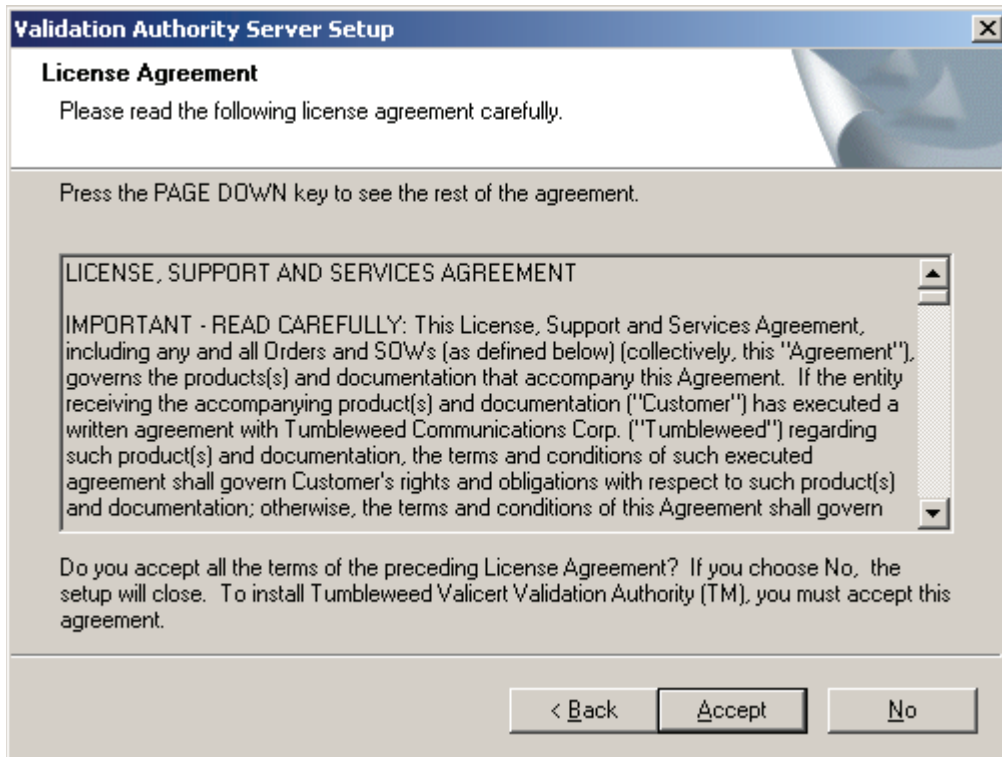 Validation Authority Server Setup
License Agreement
Please read the following license agreement carefully.
Press the PAGE DOWN key to see the rest of the agreement.
LICENSE, SUPPORT AND SERVICES AGREEMENT
IMPORTANT - READ CAREFULLY: This License, Support and Services Agreement,
including any and all Orders and SOWs (as defined below) (collectively, this "Agreement"),
governs the products(s) and documentation that accompany this Agreement.  If the entity
receiving the accompanying product(s) and documentation ("Customer") has executed a
written agreement with Tumbleweed Communications Corp. ("Tumbleweed") regarding
such product(s) and documentation, the terms and conditions of such executed
agreement shall govern Customer's rights and obligations with respect to such product(s)
and documentation; otherwise, the terms and conditions of this Agreement shall govern
Do you accept all the terms of the preceding License Agreement?  If you choose No,  the
setup will close.  To install Tumbleweed Valicert Validation Authority (TM), you must accept this
agreement.
< Back Accept No